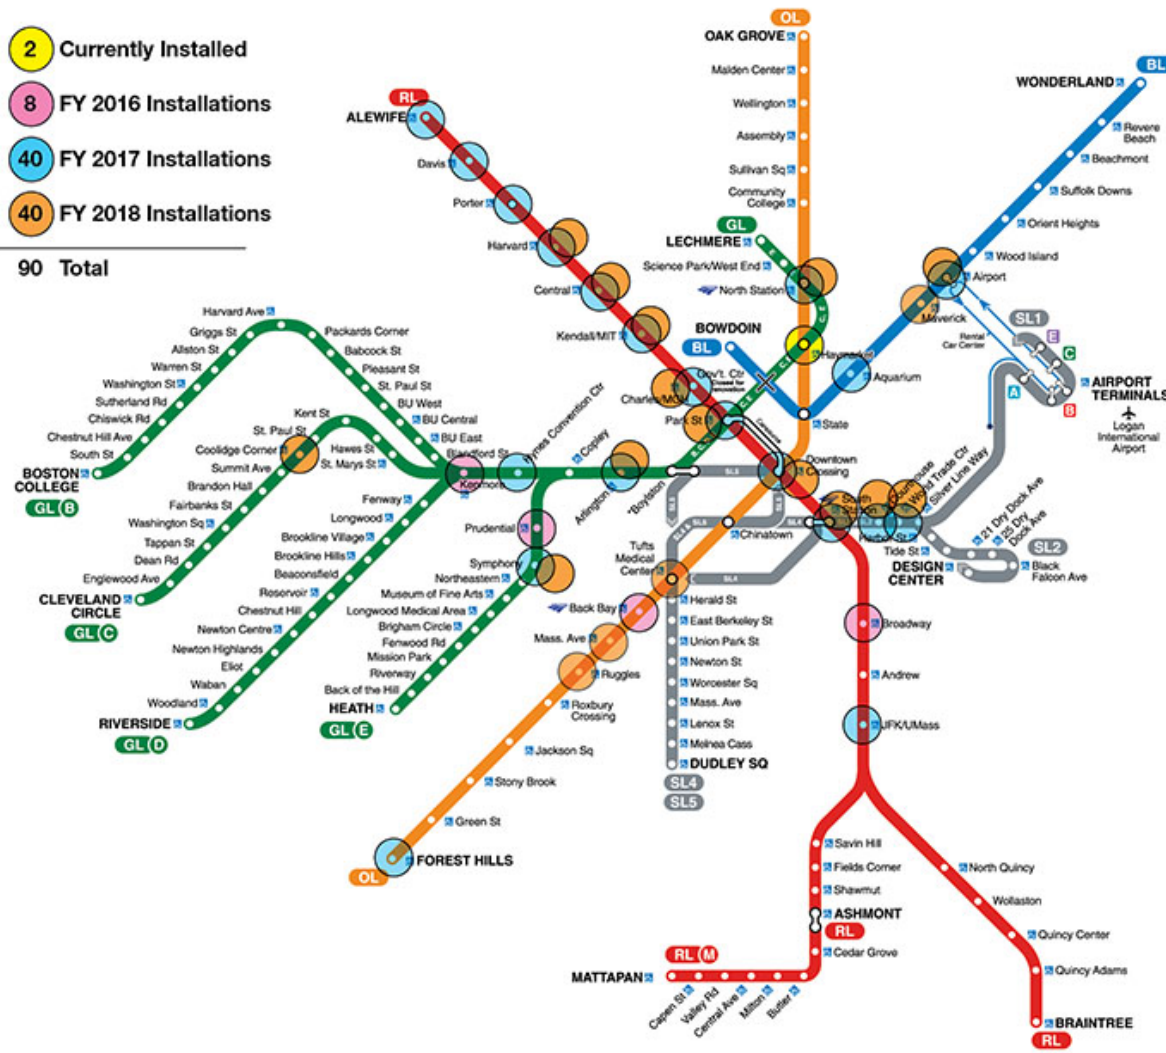 2 Currently Installed
8 FY 2016 Installations
40 FY 2017 Installations
40 FY 2018 Installations
90 Total
OL
OAK GROVE
Malden Center
Wellington
Assembly
Sullivan Sq
Community
College
BL
WONDERLAND
Revere
Beach
Beachmont
Suffolk Downs
Orient Heights
Wood Island
Airport
Maverick
Aquarium
RL
ALEWIFE
Davis
Porter
Harvard
Central
Kendall/MIT
Charles/MGH
Park St
GL
LECHMERE
Science Park/West End
North Station
Haymarket
BOWDOIN
BL
Gov't. Ctr
Closed for
renovation
State
Downtown
Crossing
Rental
Car Center
SL1
E
C
A
B
AIRPORT
TERMINALS
Logan
International
Airport
Harvard Ave
Griggs St
Allston St
Warren St
Washington St
Sutherland Rd
Chiswick Rd
Chestnut Hill Ave
South St
BOSTON
COLLEGE
GL B
Packards Corner
Babcock St
Pleasant St
St. Paul St
BU West
BU Central
BU East
Blandford St
Kenmore
Hynes Convention Ctr
Copley
Arlington
*Boylston
Kent St
St. Paul St
Coolidge Corner
Summit Ave
Brandon Hall
Fairbanks St
Washington Sq
Tappan St
Dean Rd
Englewood Ave
CLEVELAND
CIRCLE
GL C
Hawes St
St. Marys St
Fenway
Longwood
Brookline Village
Brookline Hills
Beaconsfield
Reservoir
Chestnut Hill
Newton Centre
Newton Highlands
Eliot
Waban
Woodland
RIVERSIDE
GL D
Prudential
Symphony
Northeastern
Museum of Fine Arts
Longwood Medical Area
Brigham Circle
Fenwood Rd
Mission Park
Riverway
Back of the Hill
HEATH
GL E
Chinatown
Tufts
Medical
Center
Back Bay
Mass. Ave
Ruggles
Roxbury
Crossing
Jackson Sq
Stony Brook
Green St
FOREST HILLS
OL
SL5
SL4
Herald St
East Berkeley St
Union Park St
Newton St
Worcester Sq
Mass. Ave
Lenox St
Melnea Cass
DUDLEY SQ
SL4
SL5
South
Station
Courthouse
World Trade Ctr
Silver Line Way
Harbor St
Tide St
DESIGN
CENTER
21 Dry Dock Ave
25 Dry
Dock Ave
SL2
Black
Falcon Ave
Broadway
Andrew
JFK/UMass
Savin Hill
Fields Corner
Shawmut
ASHMONT
RL
Cedar Grove
RL M
MATTAPAN
Capen St
Valley Rd
Central Ave
Milton
Butler
North Quincy
Wollaston
Quincy Center
Quincy Adams
BRAINTREE
RL